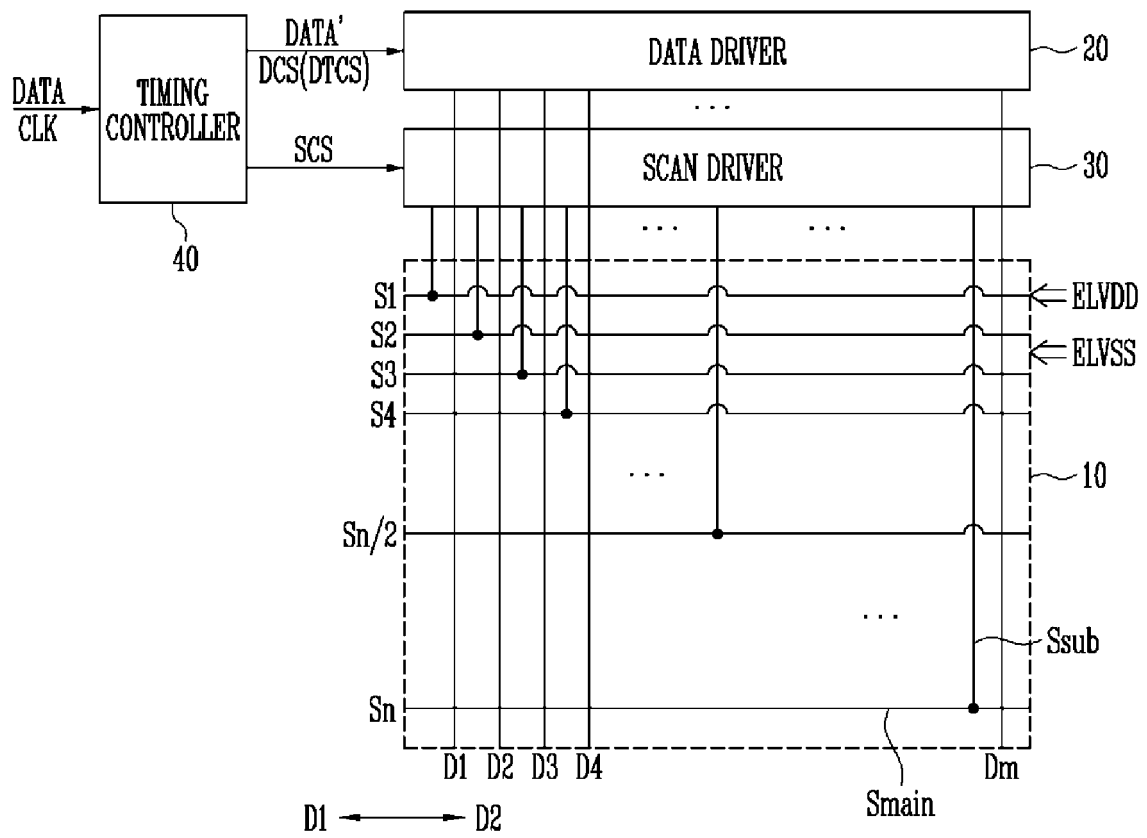 DATA
CLK
TIMING
CONTROLLER
40
DATA'
DCS(DTCS)
SCS
DATA DRIVER
20
. . .
SCAN DRIVER
30
. . .
. . .
S1
ELVDD
S2
ELVSS
S3
S4
. . .
10
Sn/2
. . .
Ssub
Sn
D1
D2
D3
D4
Dm
Smain
D1
D2